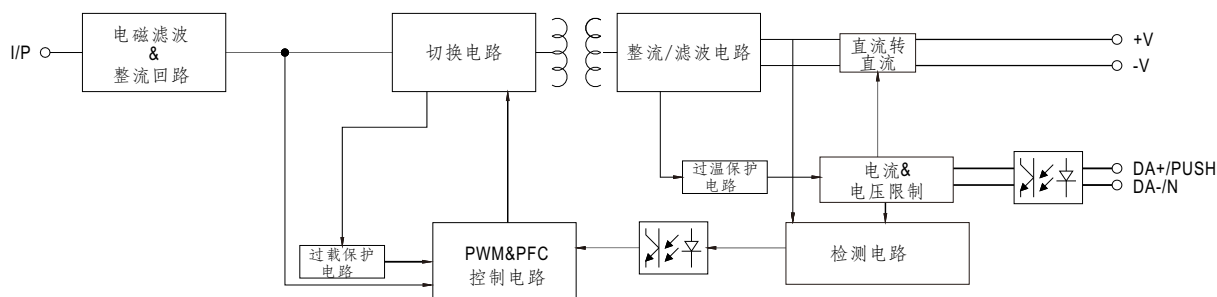 I/P
电磁滤波
&
整流回路
切换电路
整流/滤波电路
直流转
直流
+V
-V
过温保护
电路
电流&
电压限制
DA+/PUSH
DA-/N
过载保护
电路
PWM&PFC
控制电路
检测电路